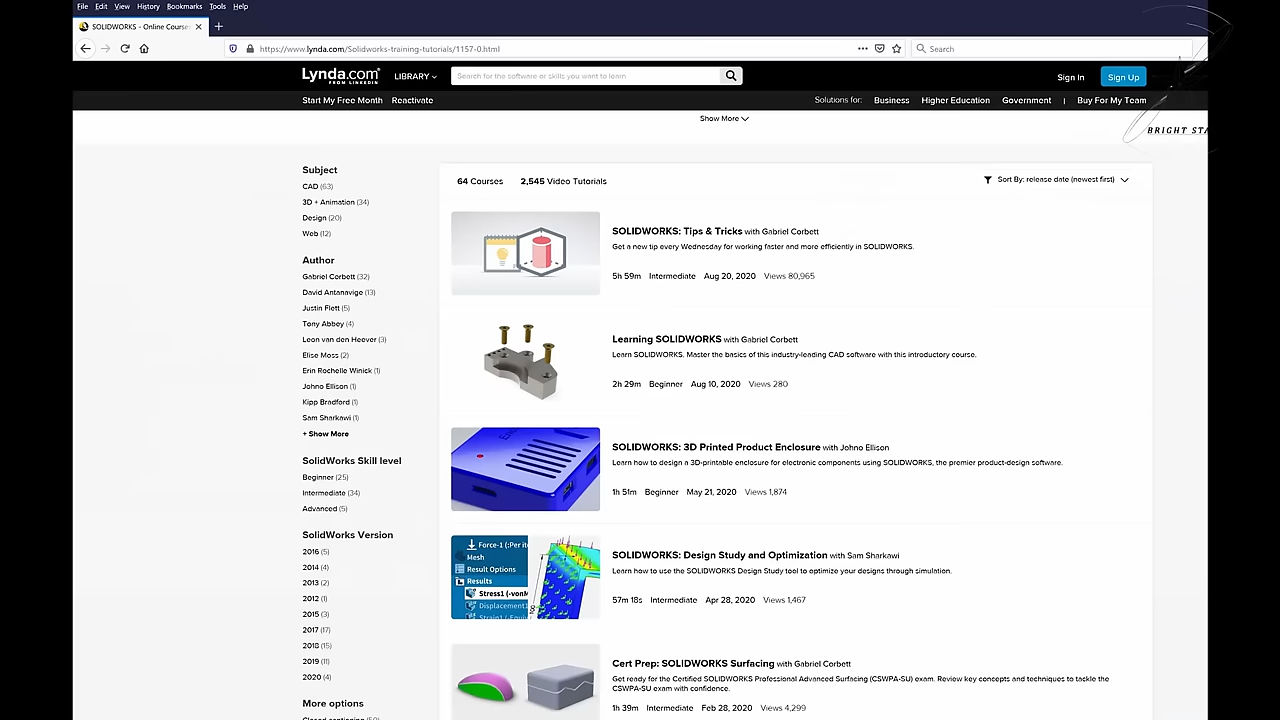 File Edit View History Bookmarks Tools Help
SOLIDWORKS - Online Course
https://www.lynda.com/Solidworks-training-tutorials/1157-0.html
Search
Lynda.com
FROM LINKEDIN
LIBRARY
Search for the software or skills you want to learn
Sign In
Sign Up
Start My Free Month Reactivate
Solutions for: Business Higher Education Government | Buy For My Team
Show More
BRIGHT STA
Subject
CAD (63)
3D + Animation (34)
Design (20)
Web (12)
Author
Gabriel Corbett (32)
David Antanavige (13)
Justin Flett (5)
Tony Abbey (4)
Leon van den Heever (3)
Elise Moss (2)
Erin Rochelle Winick (1)
Johno Ellison (1)
Kipp Bradford (1)
Sam Sharkawi (1)
+ Show More
SolidWorks Skill level
Beginner (25)
Intermediate (34)
Advanced (5)
SolidWorks Version
2016 (5)
2014 (4)
2013 (2)
2012 (1)
2015 (3)
2017 (17)
2018 (15)
2019 (11)
2020 (4)
More options
Closed captioning (50)
64 Courses 2,545 Video Tutorials
Sort By: release date (newest first)
SOLIDWORKS: Tips & Tricks with Gabriel Corbett
Get a new tip every Wednesday for working faster and more efficiently in SOLIDWORKS.
5h 59m Intermediate Aug 20, 2020 Views 80,965
Learning SOLIDWORKS with Gabriel Corbett
Learn SOLIDWORKS. Master the basics of this industry-leading CAD software with this introductory course.
2h 29m Beginner Aug 10, 2020 Views 280
SOLIDWORKS: 3D Printed Product Enclosure with Johno Ellison
Learn how to design a 3D-printable enclosure for electronic components using SOLIDWORKS, the premier product-design software.
1h 51m Beginner May 21, 2020 Views 1,874
Force-1 (:Per ite
Mesh
Result Options
Results
Stress1 (-vonM
Displacement1
Strain1 (-Equiv
SOLIDWORKS: Design Study and Optimization with Sam Sharkawi
Learn how to use the SOLIDWORKS Design Study tool to optimize your designs through simulation.
57m 18s Intermediate Apr 28, 2020 Views 1,467
Cert Prep: SOLIDWORKS Surfacing with Gabriel Corbett
Get ready for the Certified SOLIDWORKS Professional Advanced Surfacing (CSWPA-SU) exam. Review key concepts and techniques to tackle the
CSWPA-SU exam with confidence.
1h 39m Intermediate Feb 28, 2020 Views 4,299